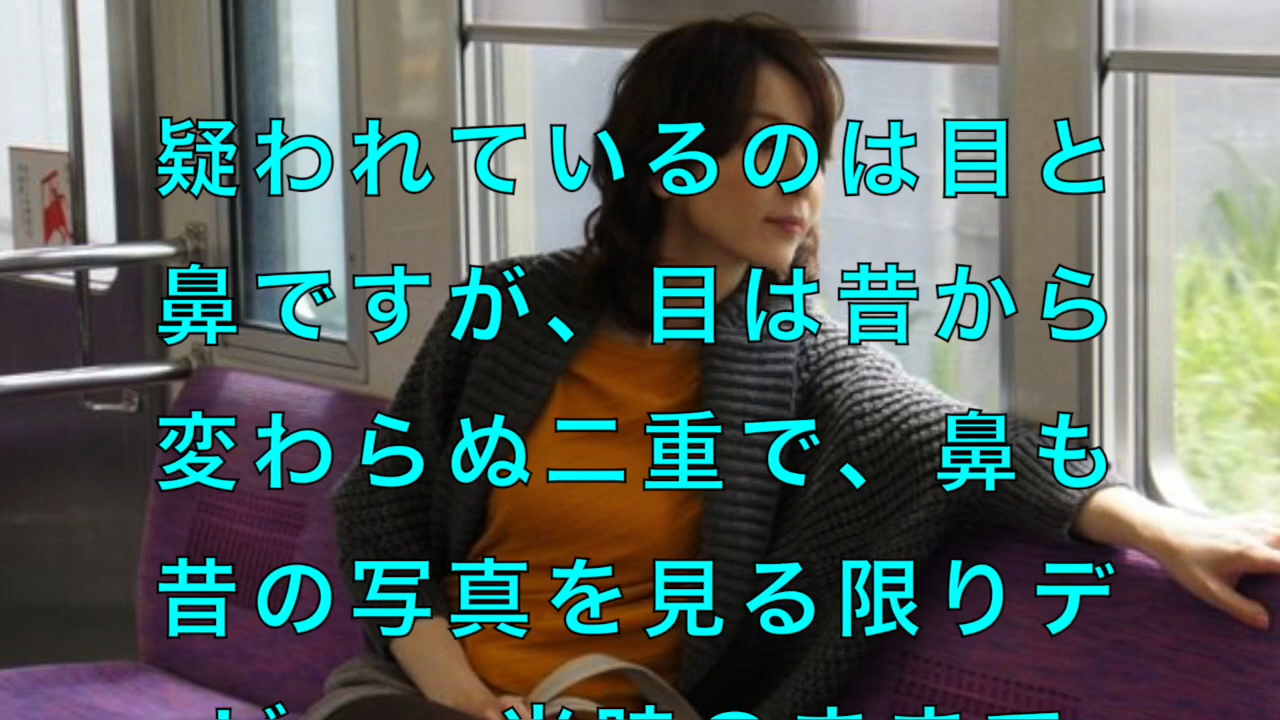 疑われているのは目と
鼻ですが、目は昔から
変わらぬ二重で、鼻も
昔の写真を見る限りデ